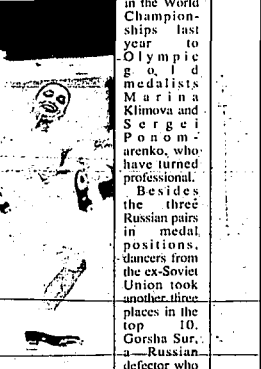 in the World
Champion-
ships last
year to
Olympic
gold
medalists
Marina
Klimova and
Sergei
Ponom-
arenko, who
have turned
professional.
Besides
the three
Russian pairs
in medal
positions,
dancers from
the ex-Soviet
Union took
another three
places in the
top 10.
Gorsha Sur,
a Russian
defector who